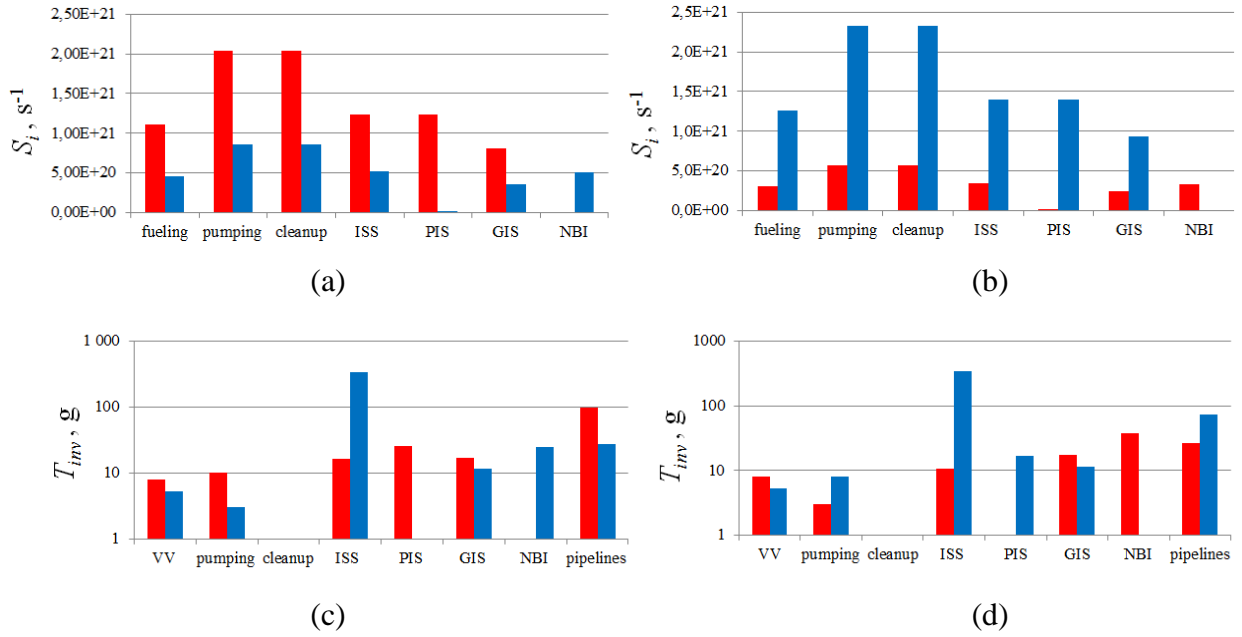 2,50E+21
2,00E+21
1,50E+21
1,00E+21
5,00E+20
0,00E+00
S_i , s⁻¹
fueling pumping cleanup ISS PIS GIS NBI
(a)
2,5E+21
2,0E+21
1,5E+21
1,0E+21
5,0E+20
0,0E+00
S_i , s⁻¹
fueling pumping cleanup ISS PIS GIS NBI
(b)
1 000
100
10
1
T_inv , g
VV pumping cleanup ISS PIS GIS NBI pipelines
(c)
1000
100
10
1
T_inv , g
VV pumping cleanup ISS PIS GIS NBI pipelines
(d)